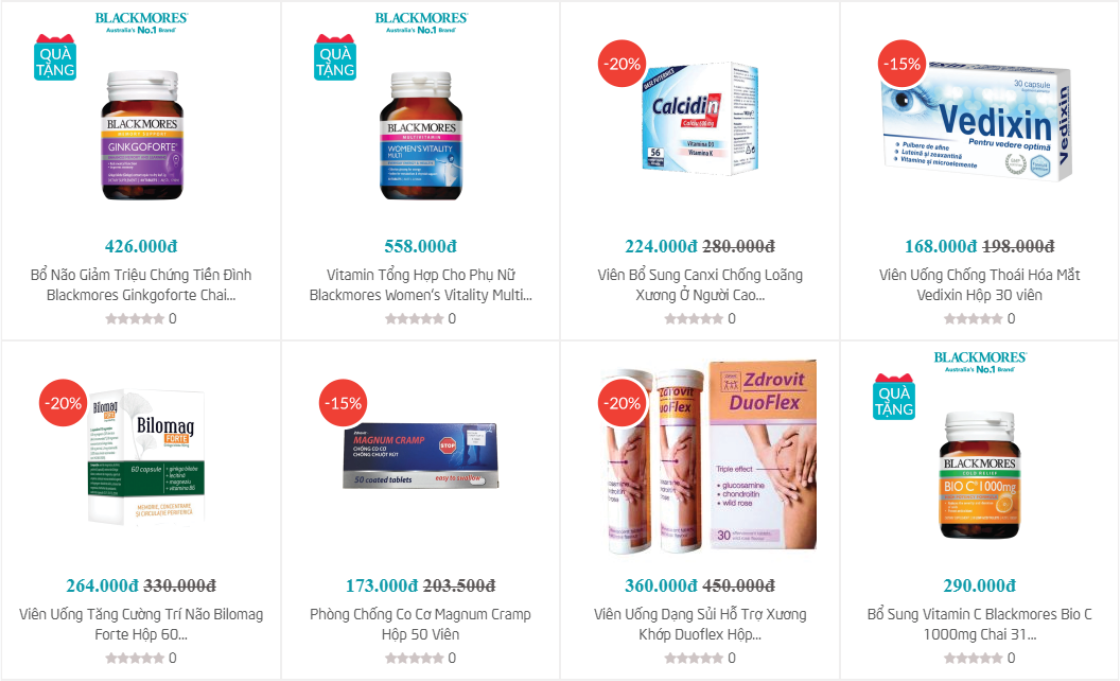 BLACKMORES
Australia's No.1 Brand
QUÀ
TẶNG
BLACKMORES
MEMORY SUPPORT
GINKGOFORTE
426.000đ
Bổ Não Giảm Triệu Chứng Tiền Đình
Blackmores Ginkgoforte Chai...
0
BLACKMORES
Australia's No.1 Brand
QUÀ
TẶNG
BLACKMORES
MULTIVITAMIN
WOMEN'S VITALITY
MULTI
558.000đ
Vitamin Tổng Hợp Cho Phụ Nữ
Blackmores Women's Vitality Multi...
0
-20%
Calcidin
56
Vitamina D3
Vitamina K
224.000đ 280.000đ
Viên Bổ Sung Canxi Chống Loãng
Xương Ở Người Cao...
0
-15%
30 capsule
Vedixin
Pentru vedere optimă
Pulbere de afine
Luteină și zeaxantină
Vitamine și microelemente
Vedixin
168.000đ 198.000đ
Viên Uống Chống Thoái Hóa Mắt
Vedixin Hộp 30 viên
0
-20%
Bilomag
Bilomag
FORTE
60 capsule
• ginkgo biloba
• lecitină
• magneziu
• vitamina B6
MEMORIE, CONCENTRARE
ȘI CIRCULAȚIE PERIFERICĂ
264.000đ 330.000đ
Viên Uống Tăng Cường Trí Não Bilomag
Forte Hộp 60...
0
-15%
MAGNUM CRAMP
CHỐNG CO CƠ
CHỐNG CHUỘT RÚT
STOP
50 coated tablets
easy to swallow
173.000đ 203.500đ
Phòng Chống Co Cơ Magnum Cramp
Hộp 50 Viên
0
-20%
Zdrovit
DuoFlex
Triple effect
• glucosamine
• chondroitin
• wild rose
30 effervescent tablets
360.000đ 450.000đ
Viên Uống Dạng Sủi Hỗ Trợ Xương
Khớp Duoflex Hộp...
0
BLACKMORES
Australia's No.1 Brand
QUÀ
TẶNG
BLACKMORES
COLD RELIEF
BIO C 1000mg
290.000đ
Bổ Sung Vitamin C Blackmores Bio C
1000mg Chai 31...
0